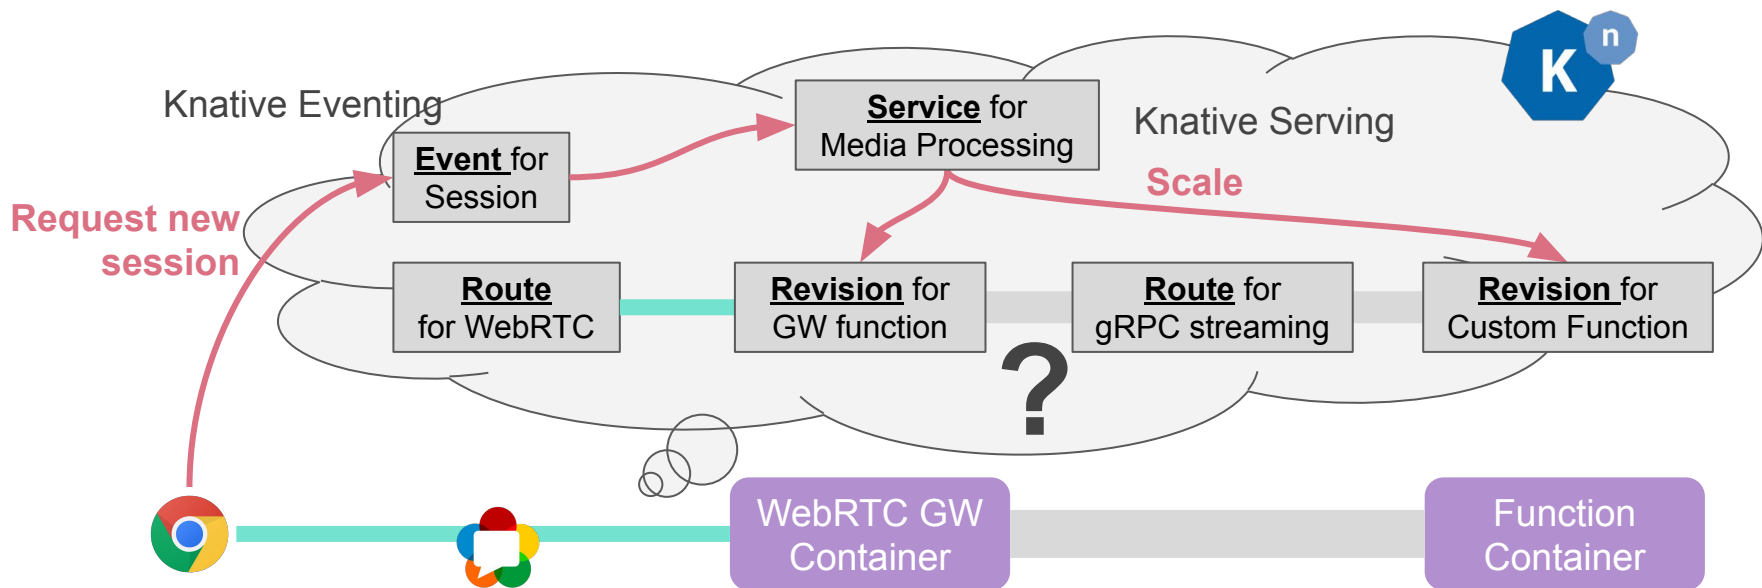 Knative Eventing
Service for
Media Processing
Knative Serving
K
n
Event for
Session
Scale
Request new
session
Route
for WebRTC
Revision for
GW function
Route for
gRPC streaming
Revision for
Custom Function
?
WebRTC GW
Container
Function
Container